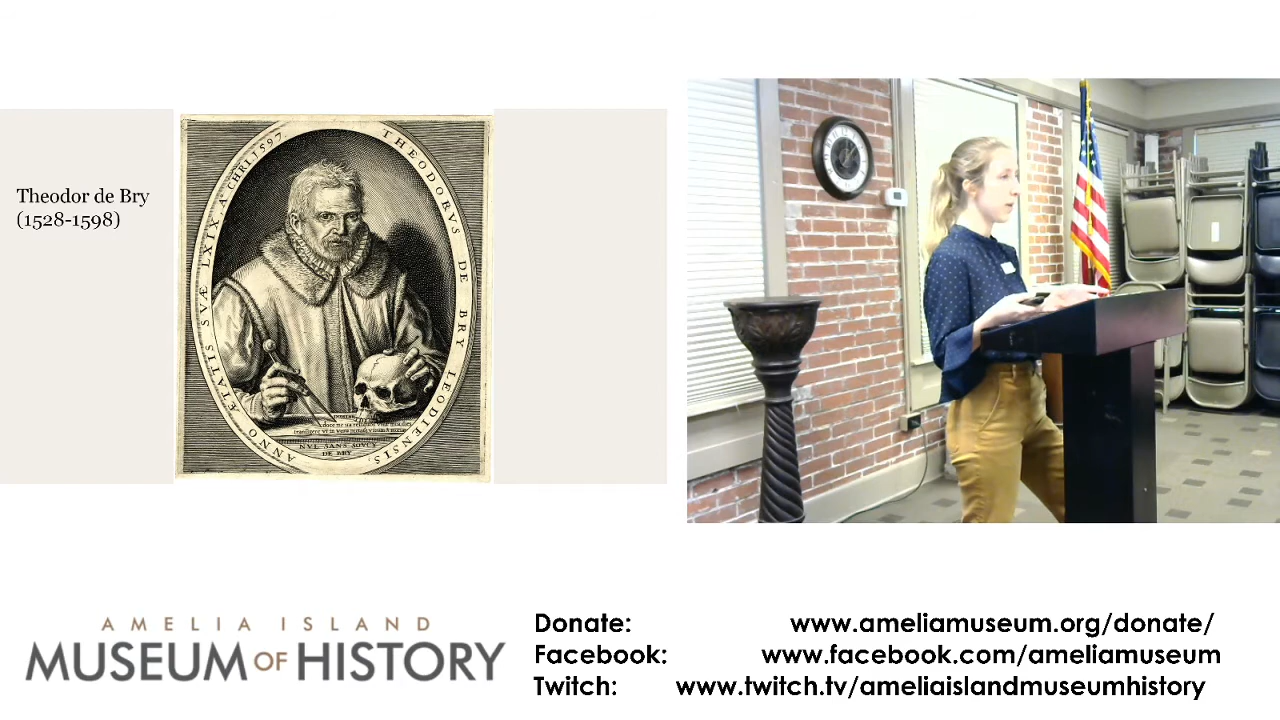 Theodor de Bry
(1528-1598)
THEODORVS DE BRY LEODIENSIS.
ÆTATIS SVÆ LXIX Aº CHRI 1597.
NVL SANS SOVCY
DE BRY
AMELIA ISLAND
MUSEUM OF HISTORY
Donate: www.ameliamuseum.org/donate/
Facebook: www.facebook.com/ameliamuseum
Twitch: www.twitch.tv/ameliaislandmuseumhistory